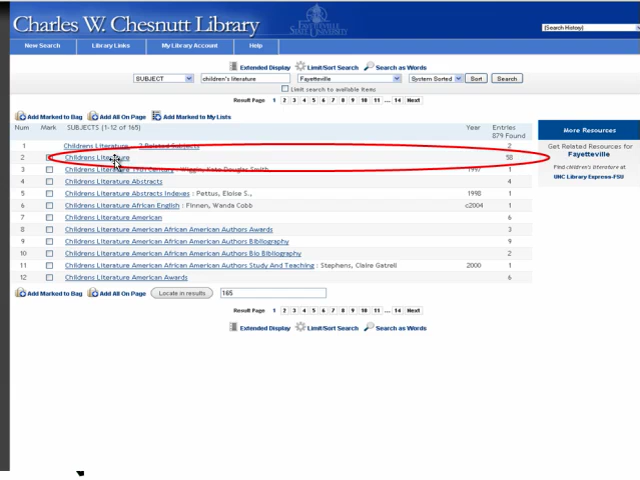 Charles W. Chesnutt Library
FAYETTEVILLE STATE UNIVERSITY
(Search History)
New Search Library Links My Library Account Help
Extended Display Limit/Sort Search Search as Words
SUBJECT children's literature Fayetteville System Sorted Sort Search
Limit search to available items
Result Page 1 2 3 4 5 6 7 8 9 10 11 ... 14 Next
Add Marked to Bag Add All On Page Add Marked to My Lists
Num Mark SUBJECTS (1-12 of 165) Year Entries
879 Found
1 Childrens Literature -- 2 Related Subjects 2
2 Childrens Literature 58
3 Childrens Literature 19th Century : Wiggin, Kate Douglas Smith 1997 1
4 Childrens Literature Abstracts 4
5 Childrens Literature Abstracts Indexes : Pettus, Eloise S., 1998 1
6 Childrens Literature African English : Finnan, Wanda Cobb c2004 1
7 Childrens Literature American 6
8 Childrens Literature American African American Authors Awards 3
9 Childrens Literature American African American Authors Bibliography 9
10 Childrens Literature American African American Authors Bio Bibliography 2
11 Childrens Literature American African American Authors Study And Teaching : Stephens, Claire Gatrell 2000 1
12 Childrens Literature American Awards 6
Add Marked to Bag Add All On Page Locate in results 165
Result Page 1 2 3 4 5 6 7 8 9 10 11 ... 14 Next
Extended Display Limit/Sort Search Search as Words
More Resources
Get Related Resources for
Fayetteville
Find children's literature at
UNC Library Express-FSU